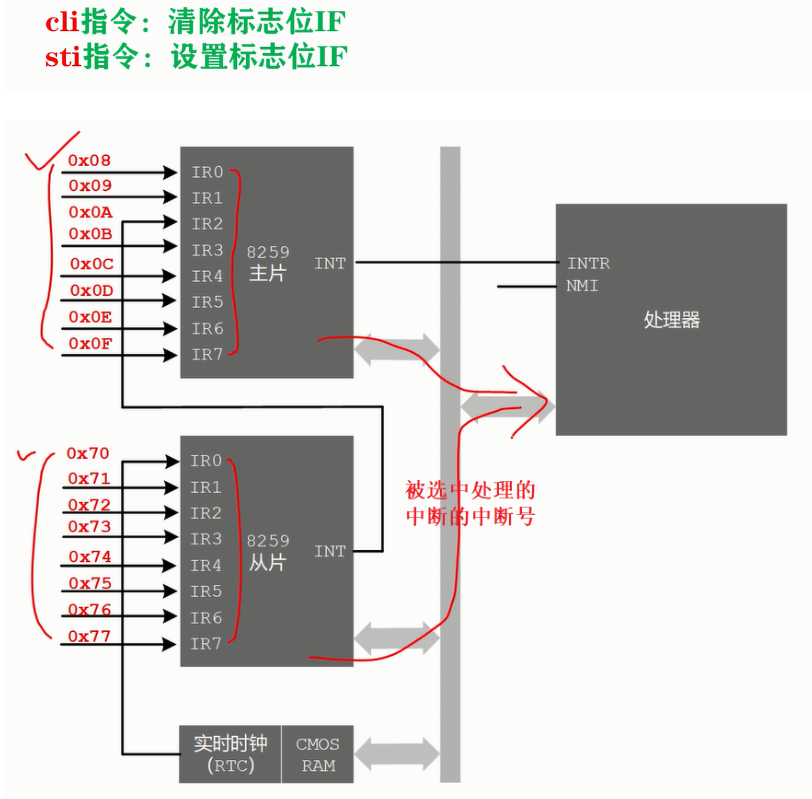 cli指令：清除标志位IF
sti指令：设置标志位IF
0x08
0x09
0x0A
0x0B
0x0C
0x0D
0x0E
0x0F
IR0
IR1
IR2
IR3
IR4
IR5
IR6
IR7
8259
主片
INT
INTR
NMI
处理器
0x70
0x71
0x72
0x73
0x74
0x75
0x76
0x77
IR0
IR1
IR2
IR3
IR4
IR5
IR6
IR7
8259
从片
INT
被选中处理的
中断的中断号
实时时钟
(RTC)
CMOS
RAM